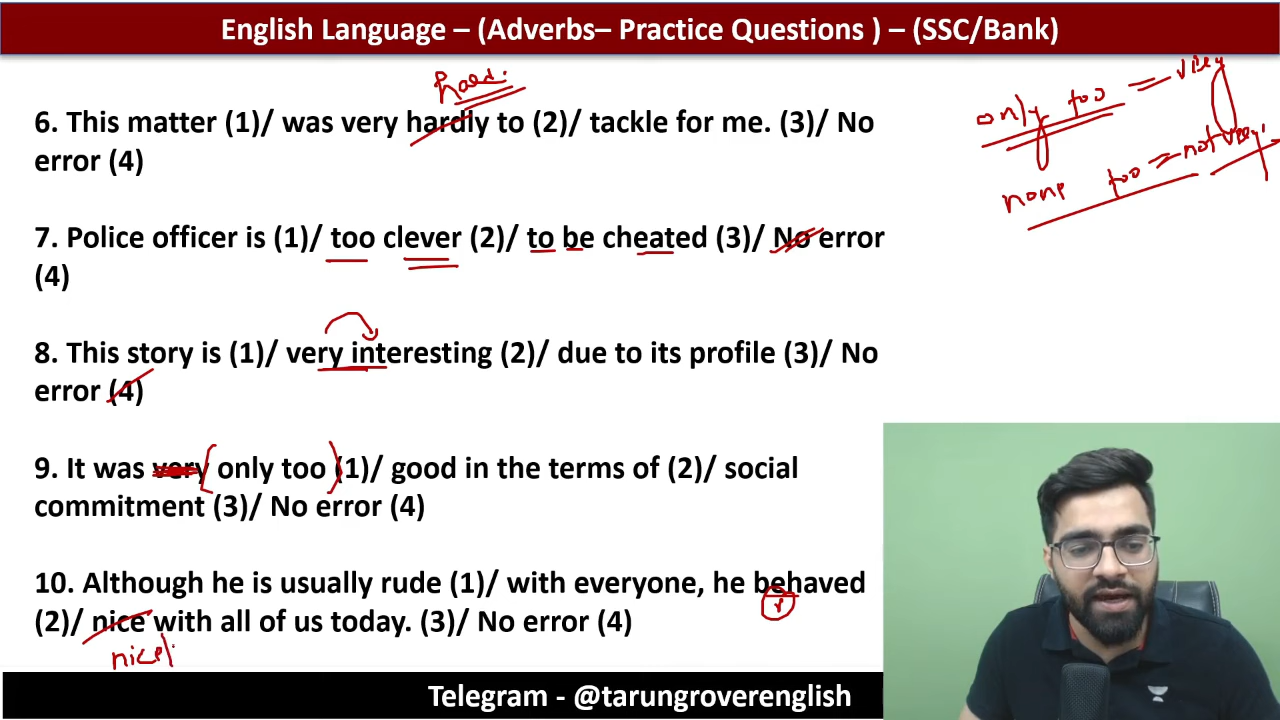 English Language – (Adverbs– Practice Questions ) – (SSC/Bank)
hard.
only too = very
none too = not very
6. This matter (1)/ was very hardly to (2)/ tackle for me. (3)/ No
error (4)
7. Police officer is (1)/ too clever (2)/ to be cheated (3)/ No error
(4)
8. This story is (1)/ very interesting (2)/ due to its profile (3)/ No
error (4)
9. It was very only too (1)/ good in the terms of (2)/ social
commitment (3)/ No error (4)
10. Although he is usually rude (1)/ with everyone, he behaved
(2)/ nice with all of us today. (3)/ No error (4)
Telegram - @tarungroverenglish